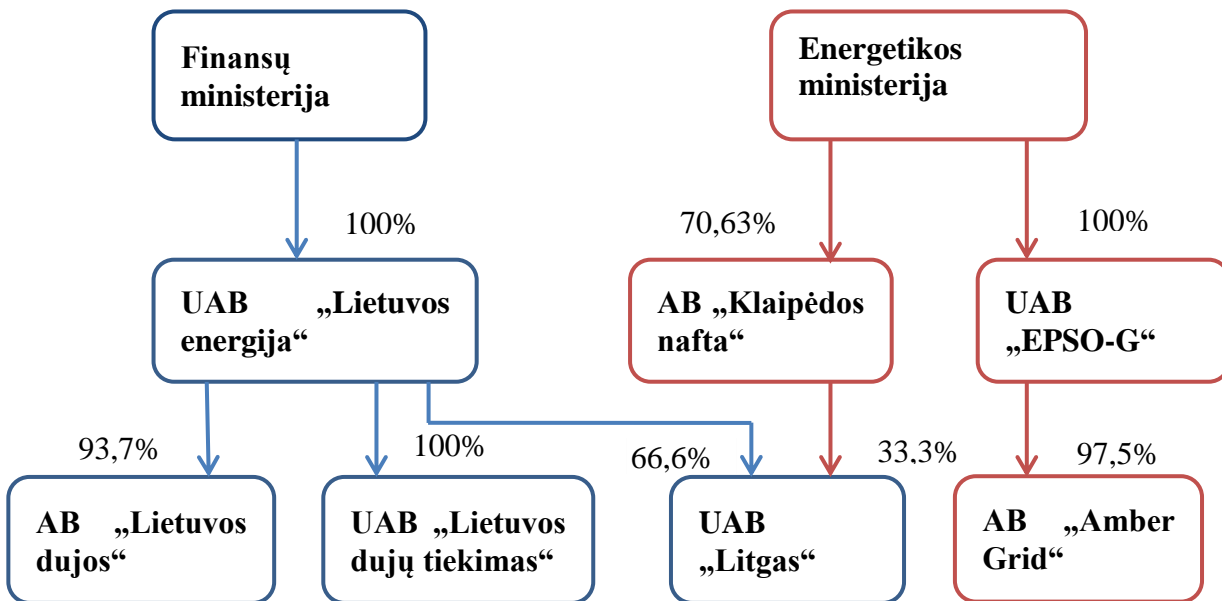 Finansų
ministerija
Energetikos
ministerija
100%
70,63%
100%
UAB „Lietuvos
energija“
AB „Klaipėdos
nafta“
UAB
„EPSO-G“
93,7%
100%
66,6%
33,3%
97,5%
AB „Lietuvos
dujos“
UAB „Lietuvos
dujų tiekimas“
UAB
„Litgas“
AB „Amber
Grid“